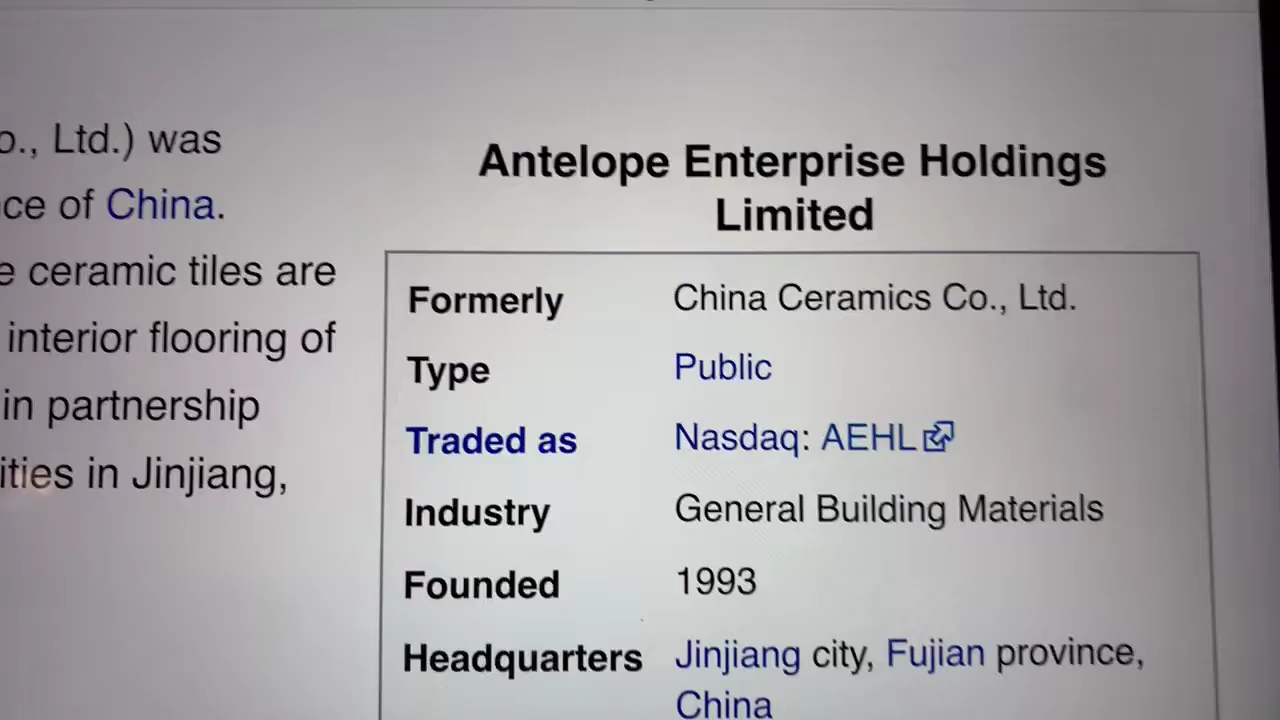 o., Ltd.) was
ce of China.
e ceramic tiles are
interior flooring of
in partnership
ities in Jinjiang,
Antelope Enterprise Holdings
Limited
Formerly China Ceramics Co., Ltd.
Type Public
Traded as Nasdaq: AEHL
Industry General Building Materials
Founded 1993
Headquarters Jinjiang city, Fujian province,
China